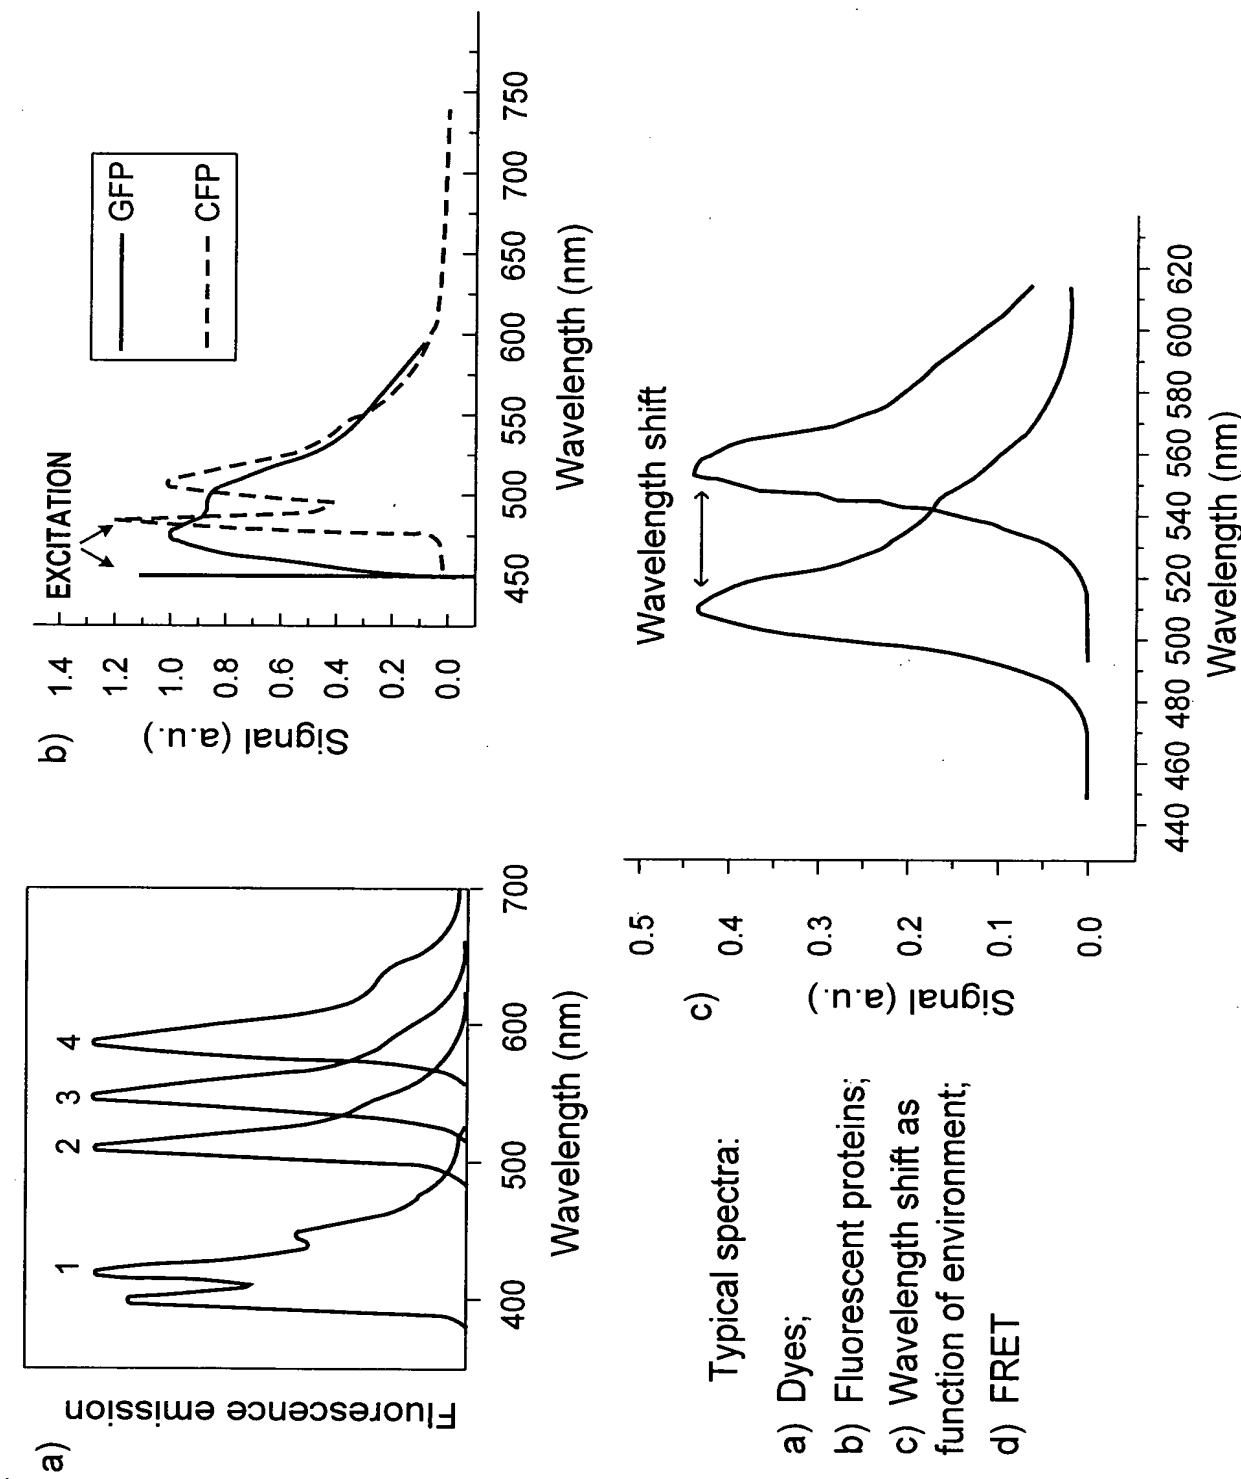 a)
Fluorescence emission
1
2
3
4
400
500
600
700
Wavelength (nm)
b)
Signal (a.u.)
1.4
1.2
1.0
0.8
0.6
0.4
0.2
0.0
EXCITATION
GFP
CFP
450
500
550
600
650
700
750
Wavelength (nm)
Typical spectra:
a) Dyes;
b) Fluorescent proteins;
c) Wavelength shift as
function of environment;
d) FRET
c)
Signal (a.u.)
0.5
0.4
0.3
0.2
0.1
0.0
Wavelength shift
440 460 480 500 520 540 560 580 600 620
Wavelength (nm)